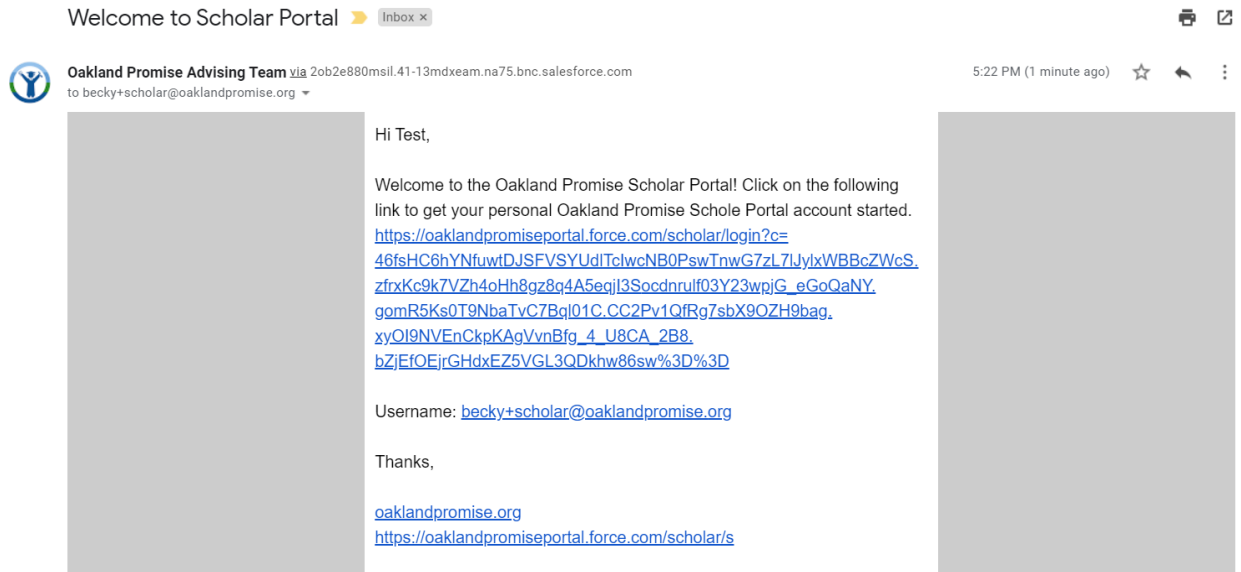 Welcome to Scholar Portal Inbox ×
Oakland Promise Advising Team via 2ob2e880msil.41-13mdxeam.na75.bnc.salesforce.com 5:22 PM (1 minute ago)
to becky+scholar@oaklandpromise.org
Hi Test,
Welcome to the Oakland Promise Scholar Portal! Click on the following
link to get your personal Oakland Promise Schole Portal account started.
https://oaklandpromiseportal.force.com/scholar/login?c=
46fsHC6hYNfuwtDJSFVSYUdlTclwcNB0PswTnwG7zL7lJylxWBBcZWcS.
zfrxKc9k7VZh4oHh8gz8q4A5eqjI3Socdnrulf03Y23wpjG_eGoQaNY.
gomR5Ks0T9NbaTvC7Bql01C.CC2Pv1QfRg7sbX9OZH9bag.
xyOI9NVEnCkpKAgVvnBfg_4_U8CA_2B8.
bZjEfOEjrGHdxEZ5VGL3QDkhw86sw%3D%3D
Username: becky+scholar@oaklandpromise.org
Thanks,
oaklandpromise.org
https://oaklandpromiseportal.force.com/scholar/s